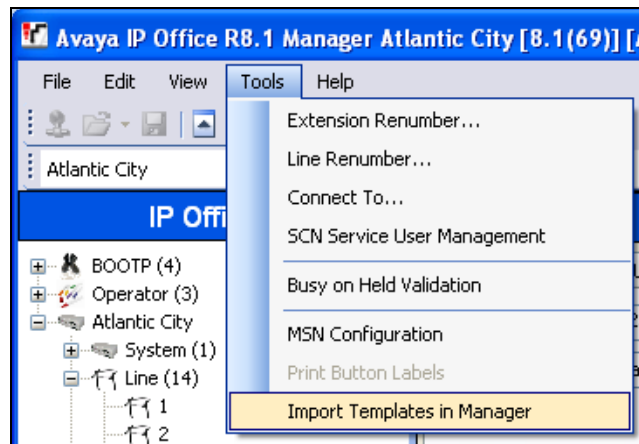 Avaya IP Office R8.1 Manager Atlantic City [8.1(69)]
File Edit View Tools Help
Atlantic City
IP Offi
BOOTP (4)
Operator (3)
Atlantic City
System (1)
Line (14)
1
2
Extension Renumber...
Line Renumber...
Connect To...
SCN Service User Management
Busy on Held Validation
MSN Configuration
Print Button Labels
Import Templates in Manager